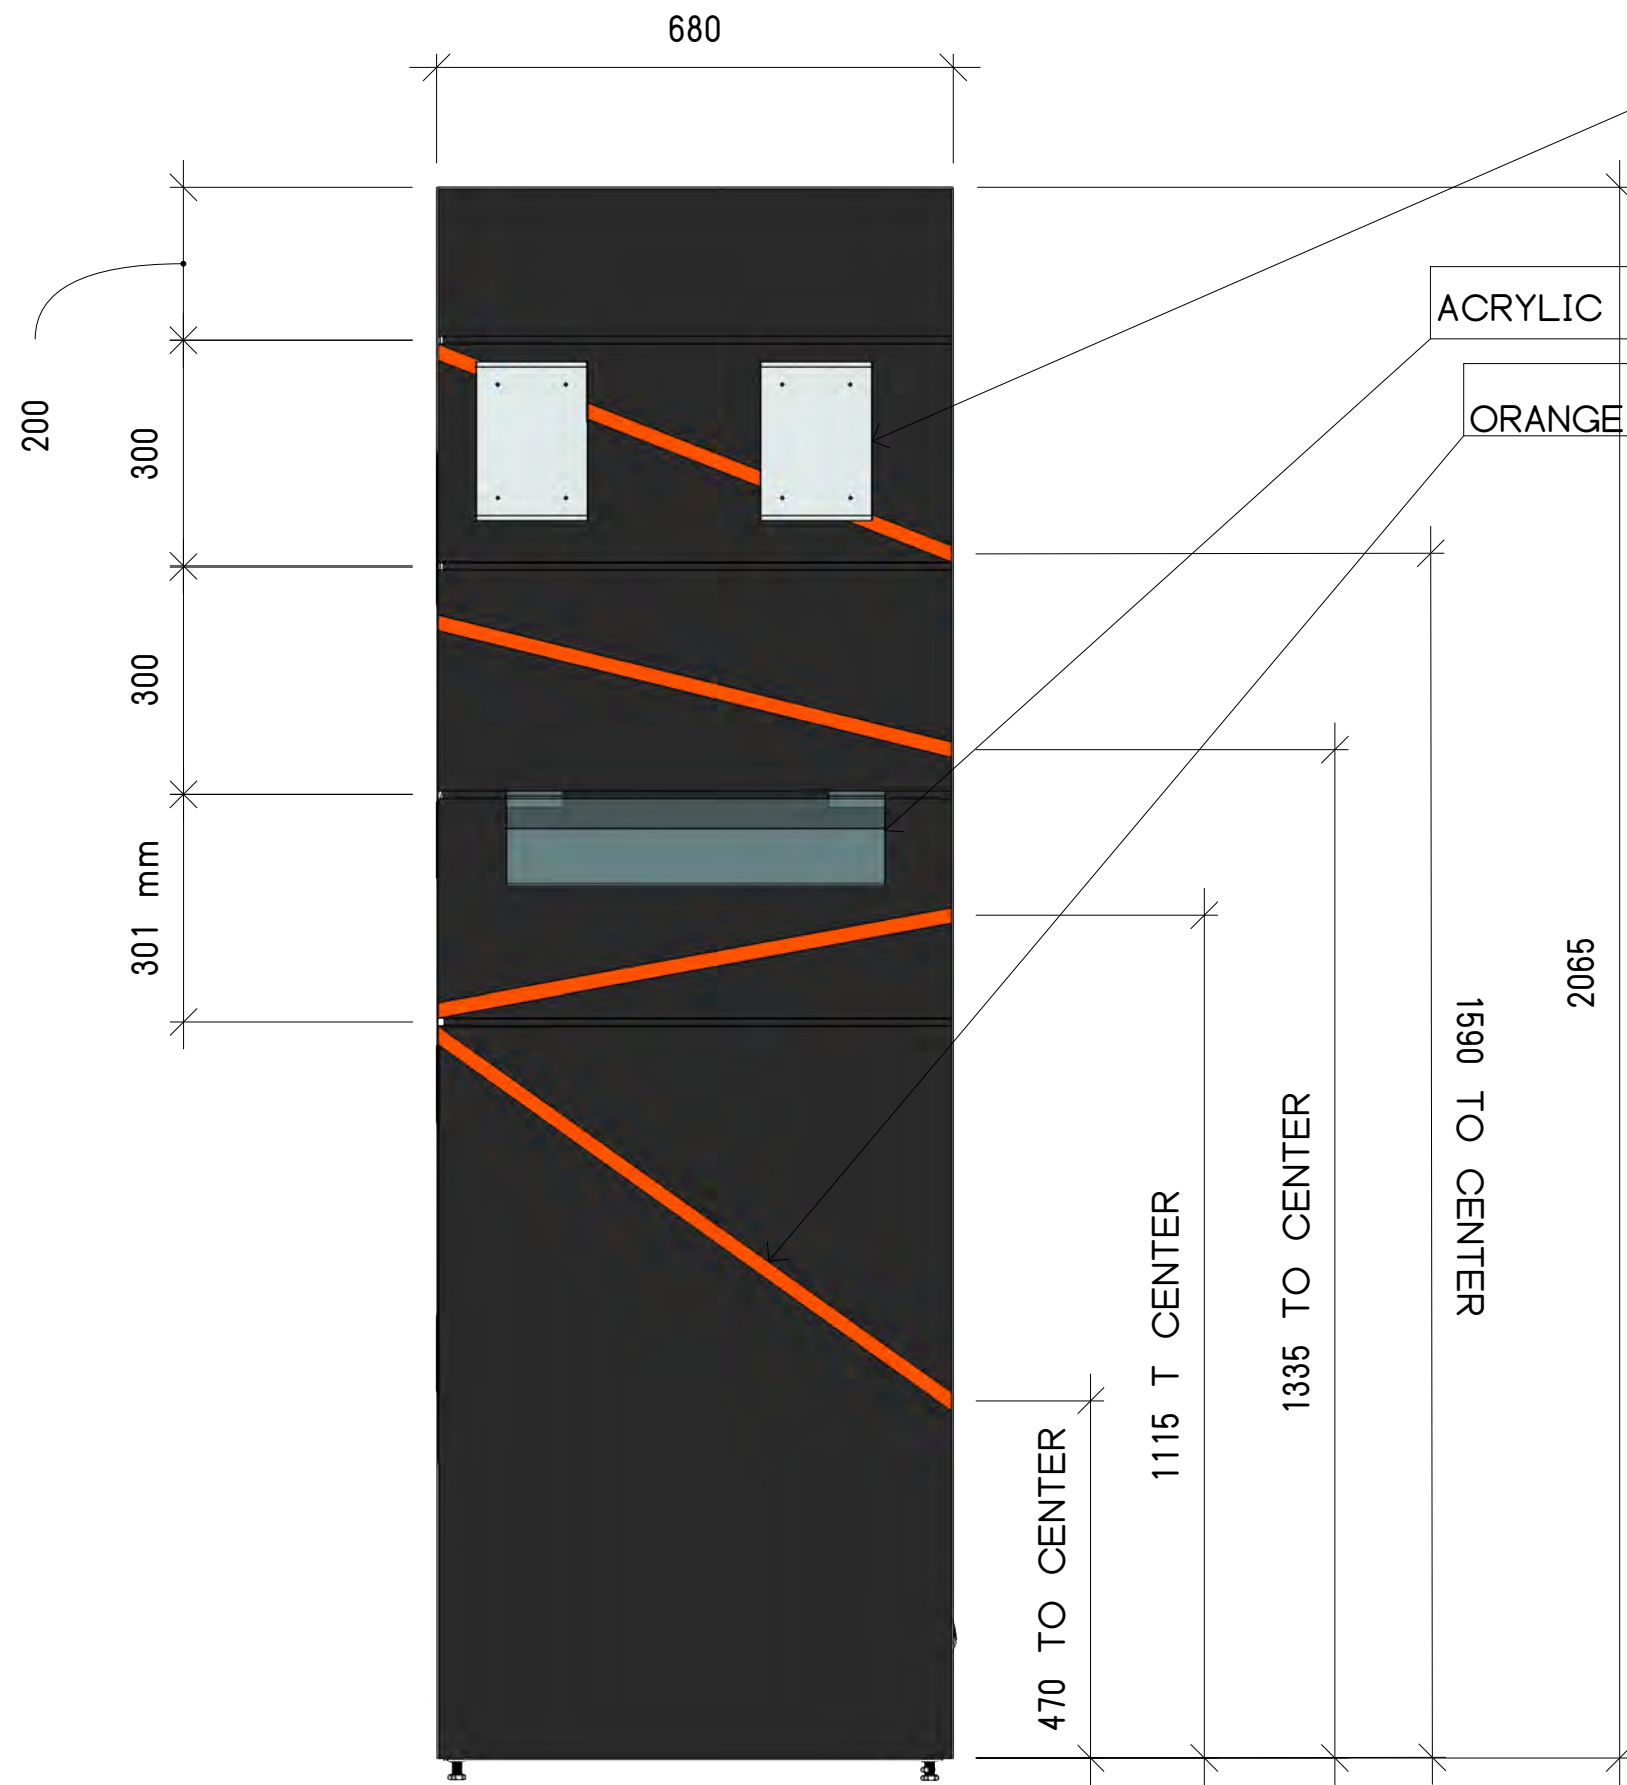 680
ACRYLIC
ORANGE
200
300
300
301 mm
2065
1590 TO CENTER
1335 TO CENTER
1115 T CENTER
470 TO CENTER